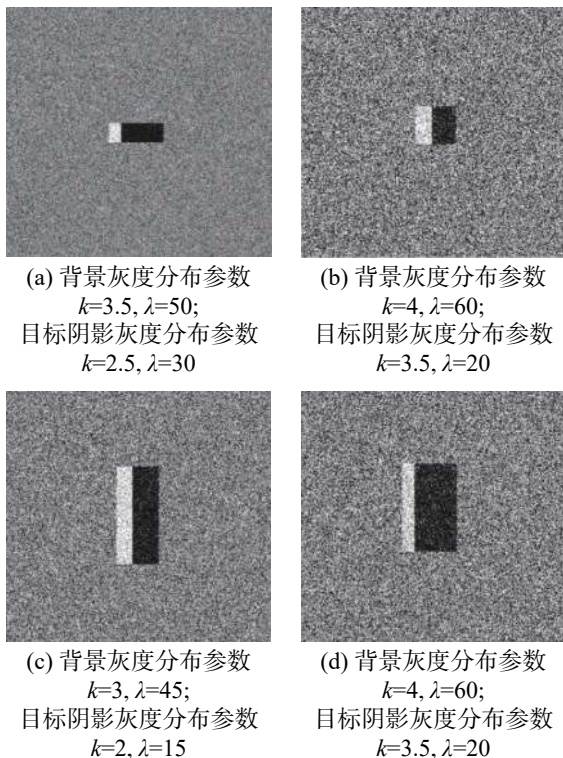 (a) 背景灰度分布参数
k=3.5, λ=50;
目标阴影灰度分布参数
k=2.5, λ=30
(b) 背景灰度分布参数
k=4, λ=60;
目标阴影灰度分布参数
k=3.5, λ=20
(c) 背景灰度分布参数
k=3, λ=45;
目标阴影灰度分布参数
k=2, λ=15
(d) 背景灰度分布参数
k=4, λ=60;
目标阴影灰度分布参数
k=3.5, λ=20